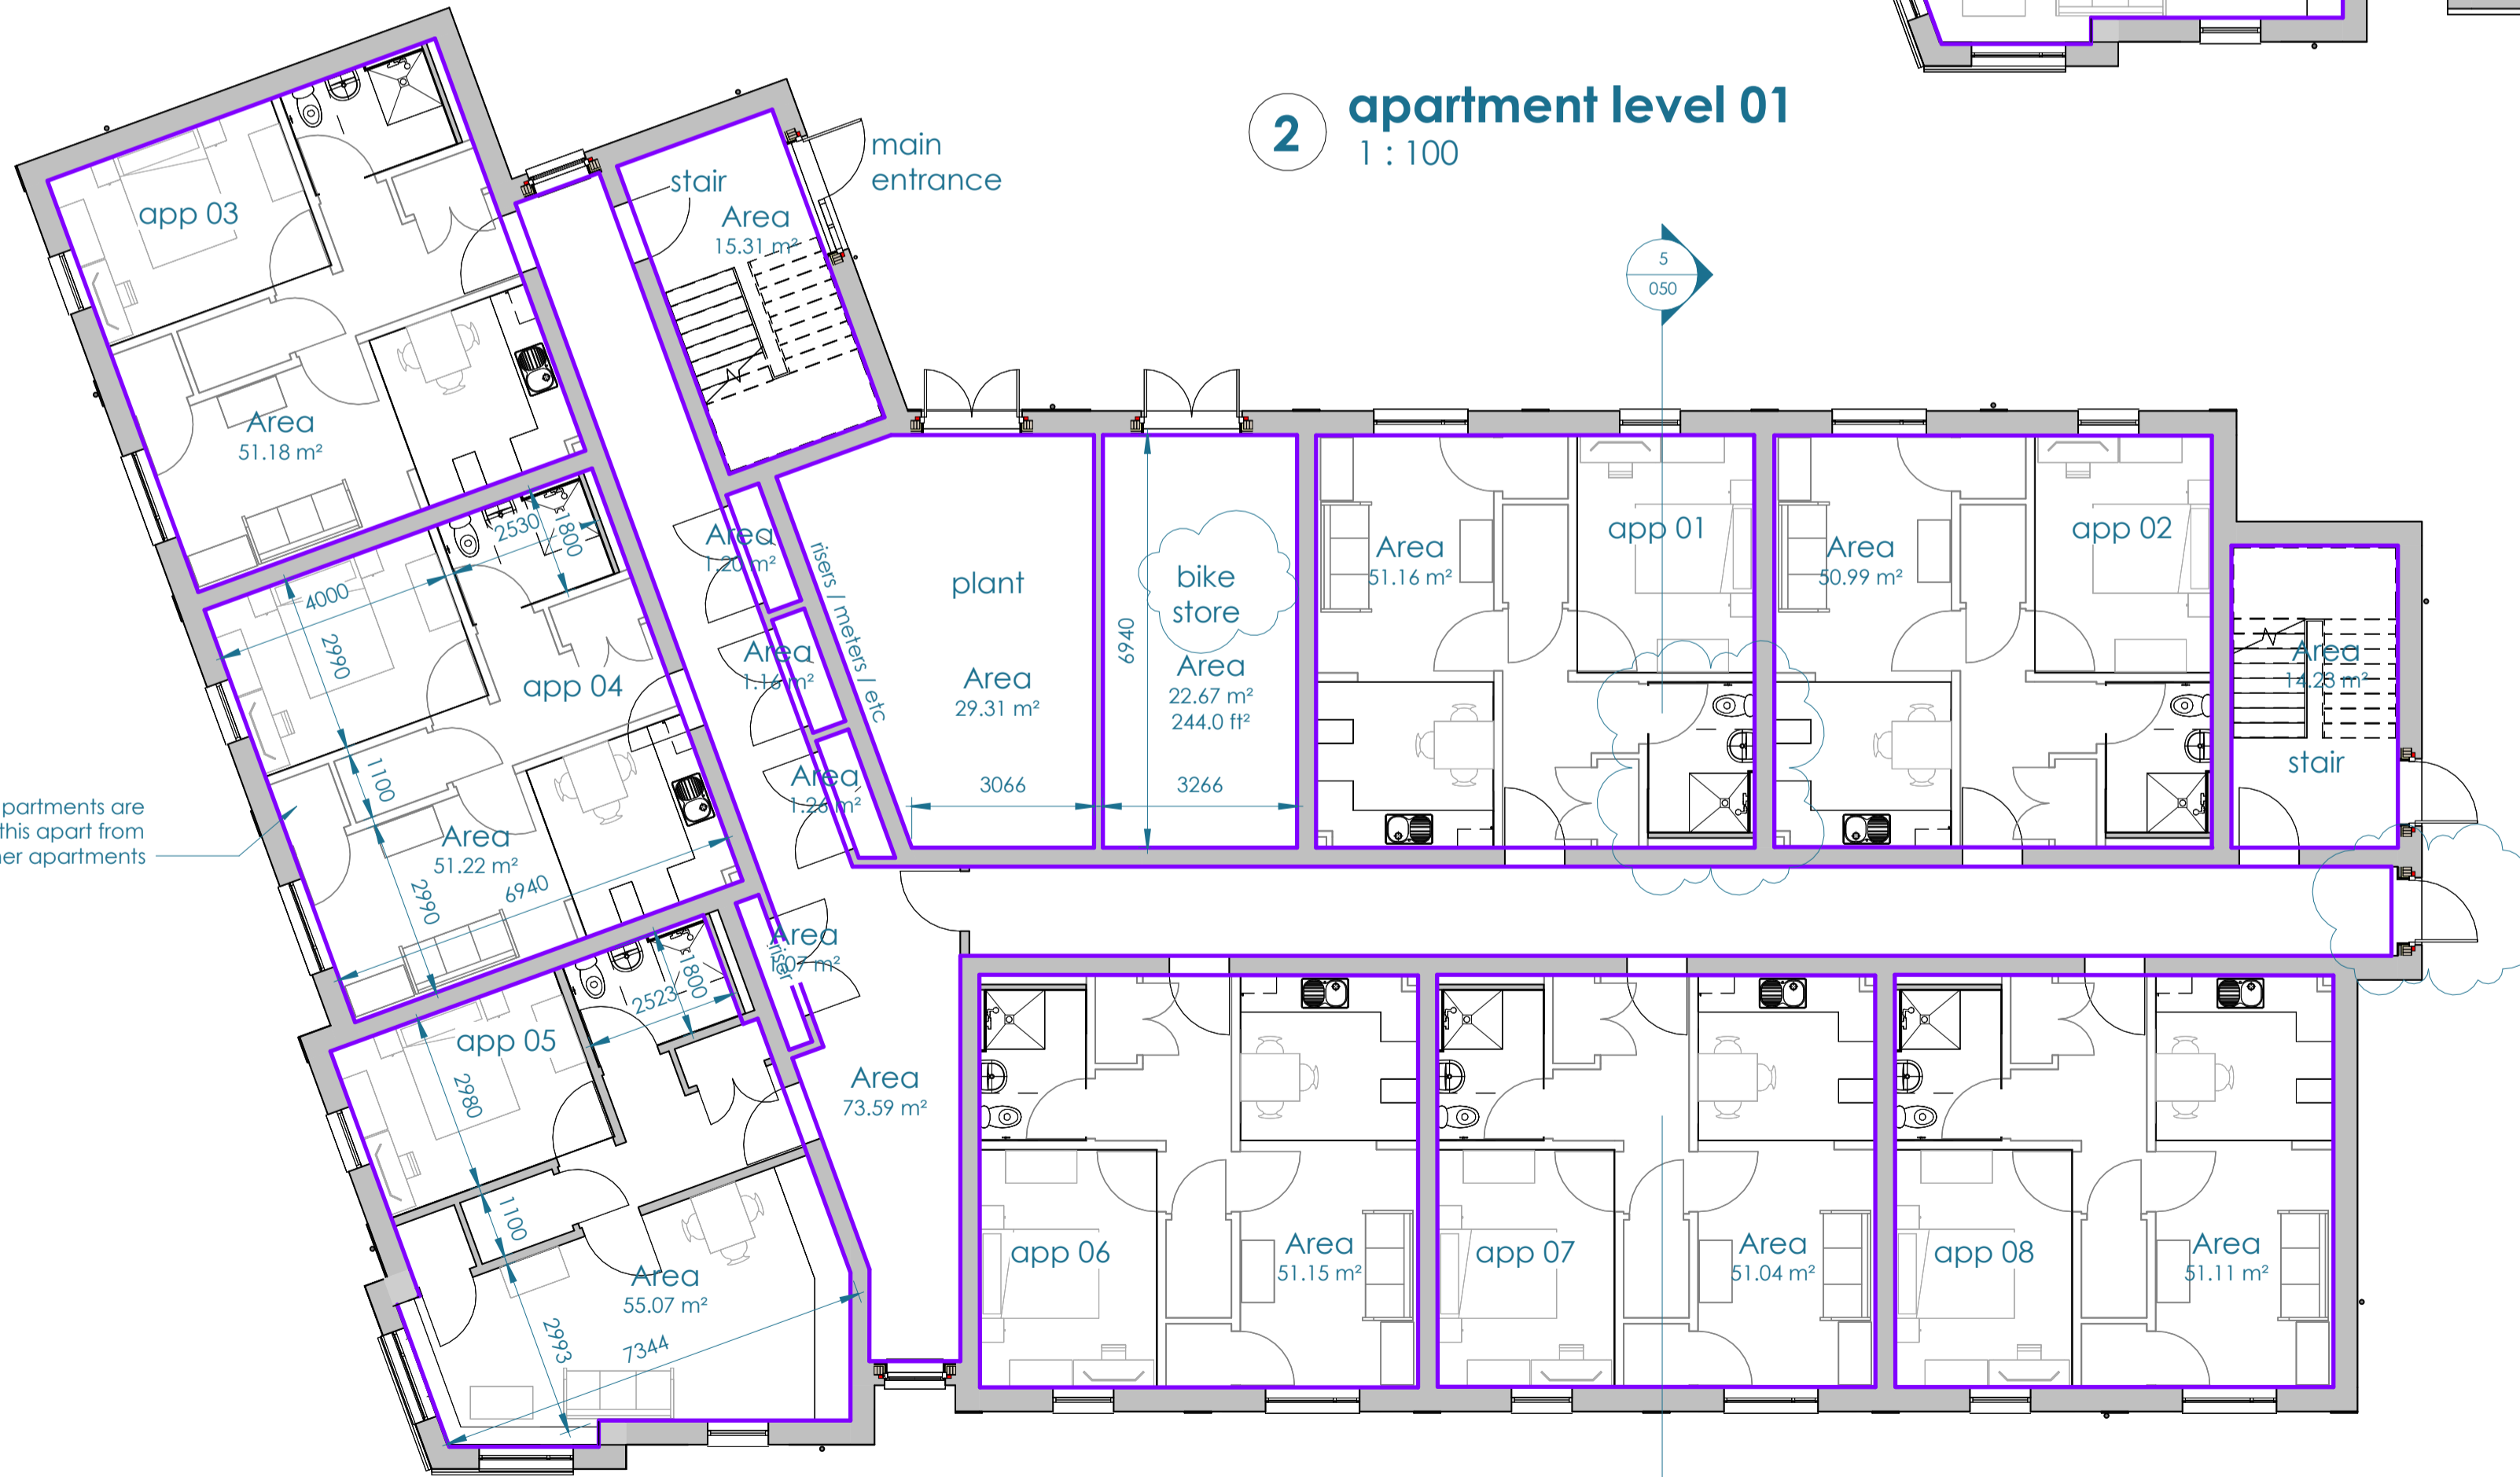 2
apartment level 01
1 : 100
main
entrance
stair
Area
15.31 m²
app 03
Area
51.18 m²
5
050
2530
1800
4000
2990
app 04
1100
Area
51.22 m²
2990
6940
partments are
this apart from
ner apartments
Area
1.20 m²
Area
1.16 m²
Area
1.26 m²
risers / meters / etc
plant
Area
29.31 m²
3066
bike
store
6940
Area
22.67 m²
244.0 ft²
3266
Area
51.16 m²
app 01
Area
50.99 m²
app 02
Area
14.23 m²
stair
Area
1.07 m²
riser
app 05
1800
2523
2980
1100
Area
55.07 m²
2993
7344
Area
73.59 m²
app 06
Area
51.15 m²
app 07
Area
51.04 m²
app 08
Area
51.11 m²